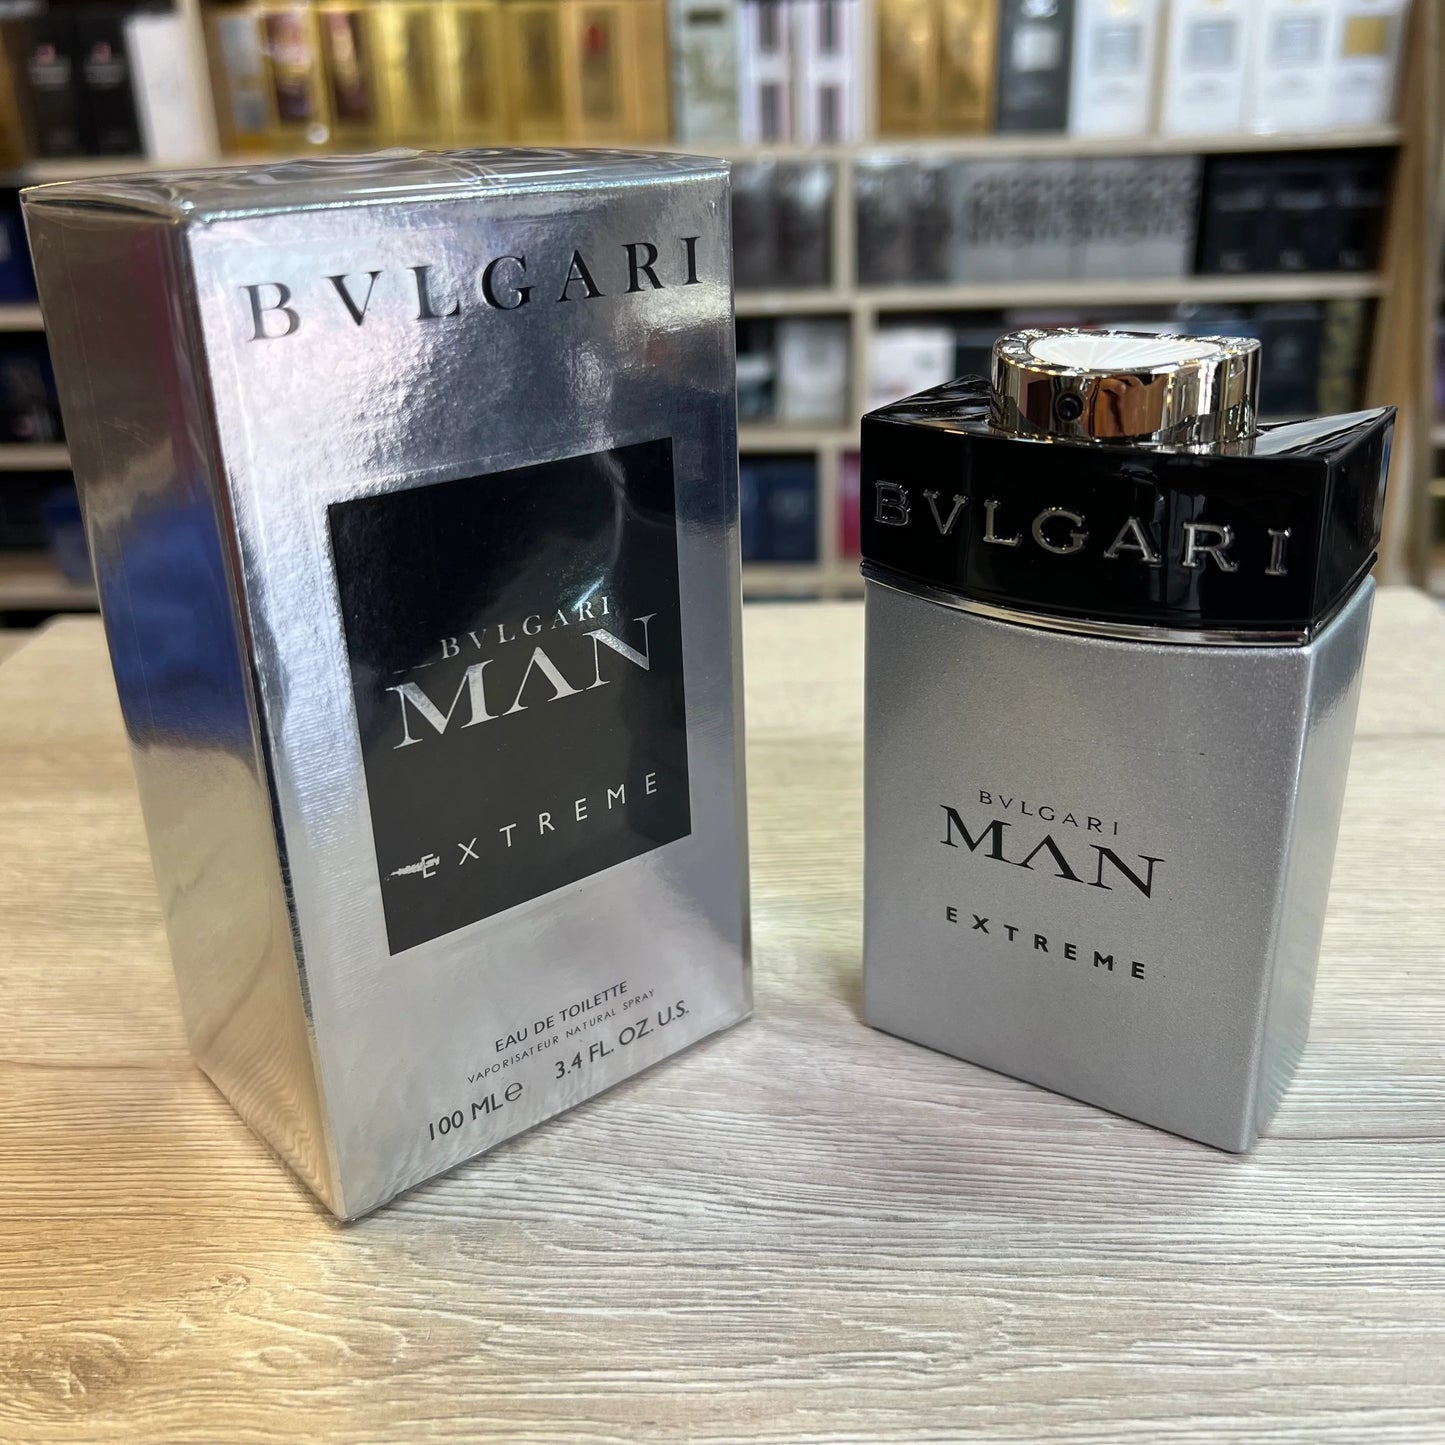 BVLGARI
BVLGARI
MAN
EXTREME
EAU DE TOILETTE
VAPORISATEUR NATURAL SPRAY
100 ML℮ 3.4 FL. OZ. U.S.
BVLGARI
BVLGARI
MAN
EXTREME